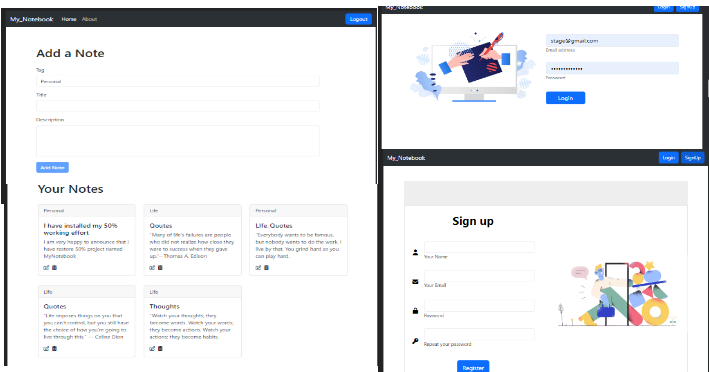 My_Notebook Home About Logout
Add a Note
Tag
Personal
Title
Description
Add Note
Your Notes
Personal
I have installed my 50% working effort
I am very happy to announce that I
have restore 50% project named
MyNotebook
Life
Qoutes
"Many of life's failures are people
who did not realize how close they
were to success when they gave
up."-- Thomas A. Edison
Personal
LIfe Quotes
"Everybody wants to be famous,
but nobody wants to do the work. I
live by that. You grind hard so you
can play hard.
Life
Quotes
"Life imposes things on you that
you can't control, but you still have
the choice of how you're going to
live through this." — Celine Dion
Life
Thoughts
"Watch your thoughts; they
become words. Watch your words;
they become actions. Watch your
actions; they become habits.
My_Notebook Login SignUp
stage@gmail.com
Email address
Password
Login
My_Notebook Login SignUp
Sign up
Your Name
Your Email
Password
Repeat your password
Register